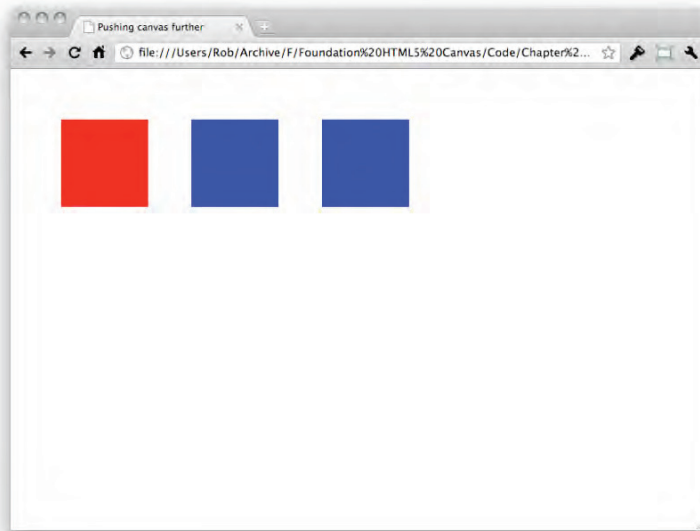 Pushing canvas further
file:///Users/Rob/Archive/F/Foundation%20HTML5%20Canvas/Code/Chapter%2...